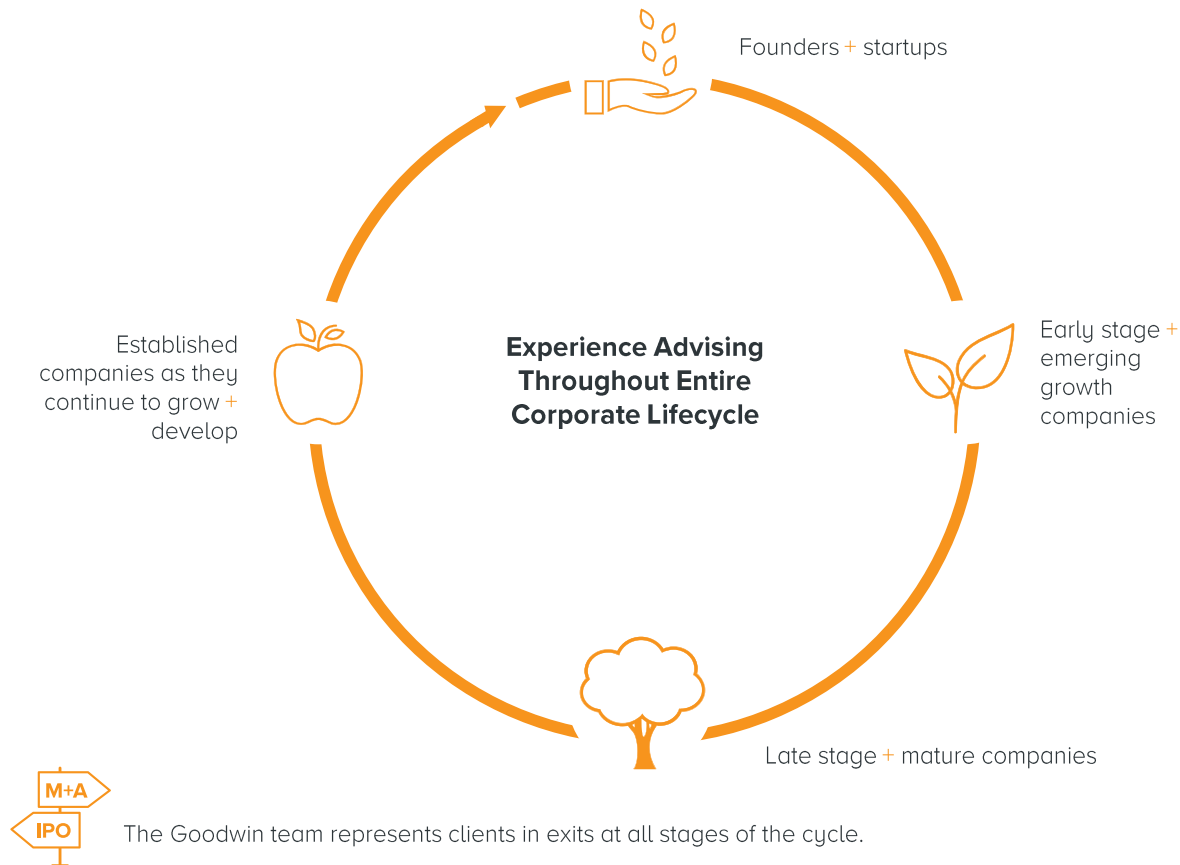 Founders + startups
Experience Advising
Throughout Entire
Corporate Lifecycle
Early stage +
emerging
growth
companies
Established
companies as they
continue to grow +
develop
Late stage + mature companies
M+A
IPO
The Goodwin team represents clients in exits at all stages of the cycle.